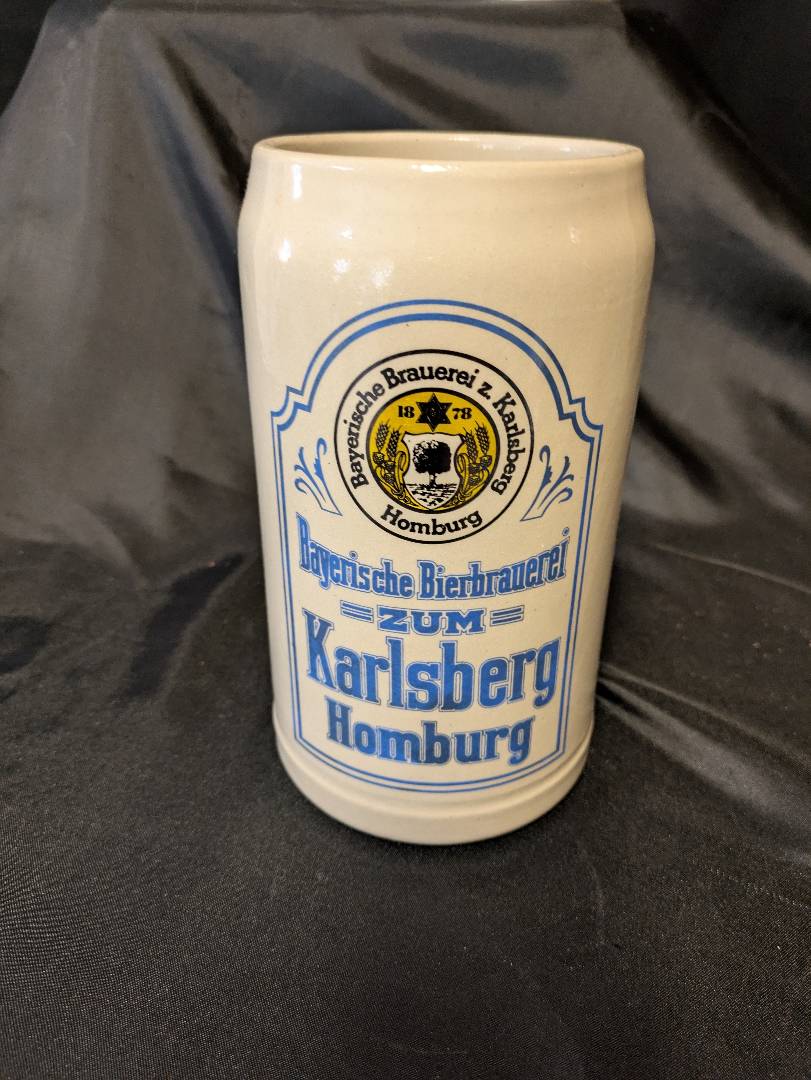 Bayerische Brauerei z. Karlsberg
18 78
Homburg
Bayerische Bierbrauerei
ZUM
Karlsberg
Homburg